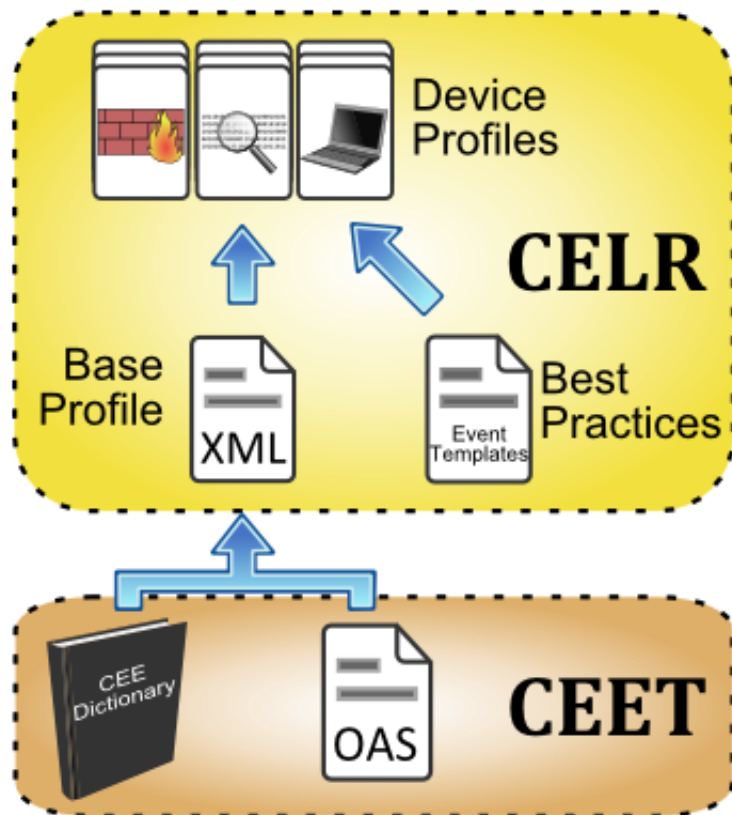 Device
Profiles
CELR
Base
Profile
XML
Event
Templates
Best
Practices
CEE
Dictionary
OAS
CEET